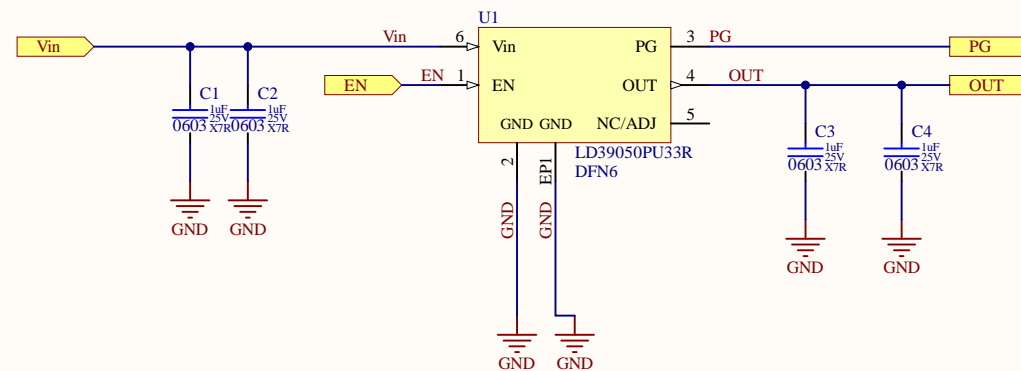 U1
Vin
Vin
6
Vin
PG
3
PG
PG
EN
EN
1
EN
OUT
4
OUT
OUT
GND
GND
NC/ADJ
5
LD39050PU33R
DFN6
2
EP1
GND
GND
GND
GND
C1
1uF
25V
X7R
0603
GND
C2
1uF
25V
X7R
0603
GND
C3
1uF
25V
X7R
0603
GND
C4
1uF
25V
X7R
0603
GND